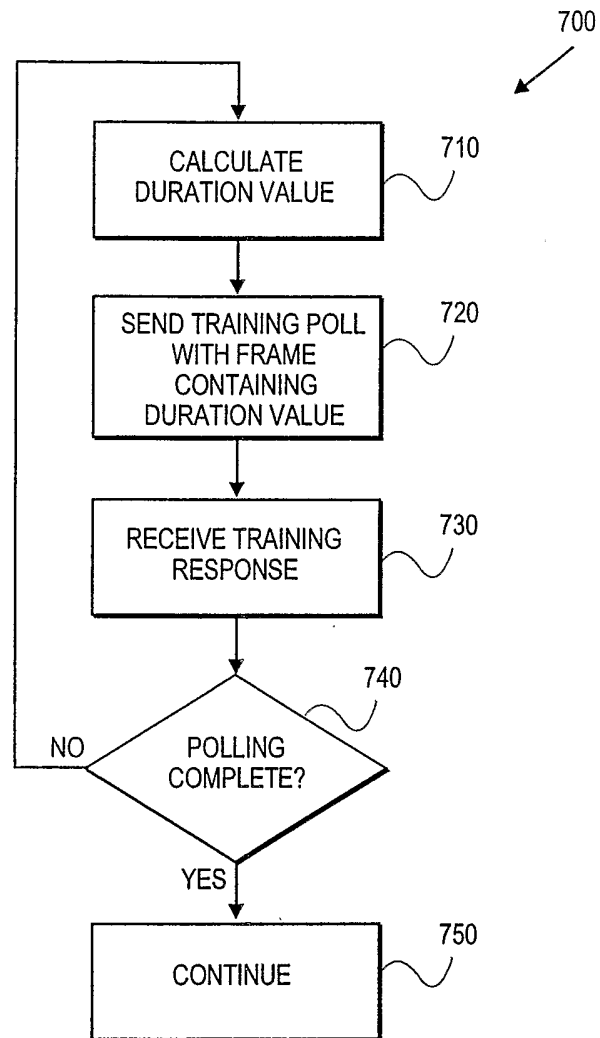 700
CALCULATE
DURATION VALUE
710
SEND TRAINING POLL
WITH FRAME
CONTAINING
DURATION VALUE
720
RECEIVE TRAINING
RESPONSE
730
740
POLLING
COMPLETE?
NO
YES
CONTINUE
750